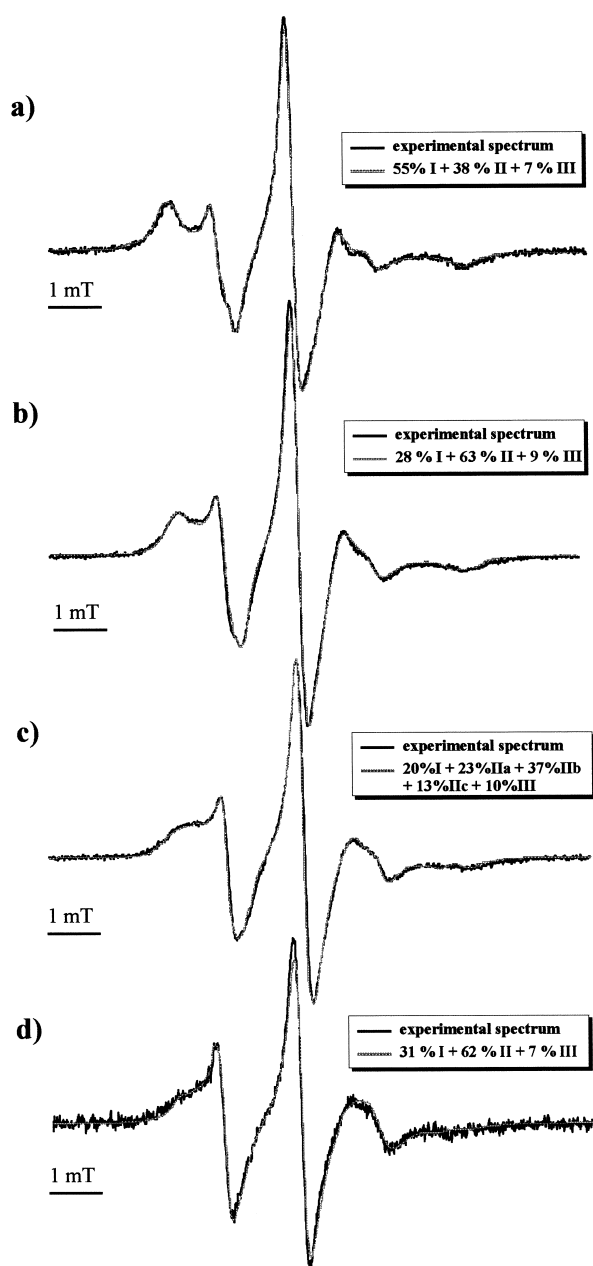 a)
experimental spectrum
55% I + 38 % II + 7 % III
1 mT
b)
experimental spectrum
28 % I + 63 % II + 9 % III
1 mT
c)
experimental spectrum
20%I + 23%IIa + 37%IIb
+ 13%IIc + 10%III
1 mT
d)
experimental spectrum
31 % I + 62 % II + 7 % III
1 mT